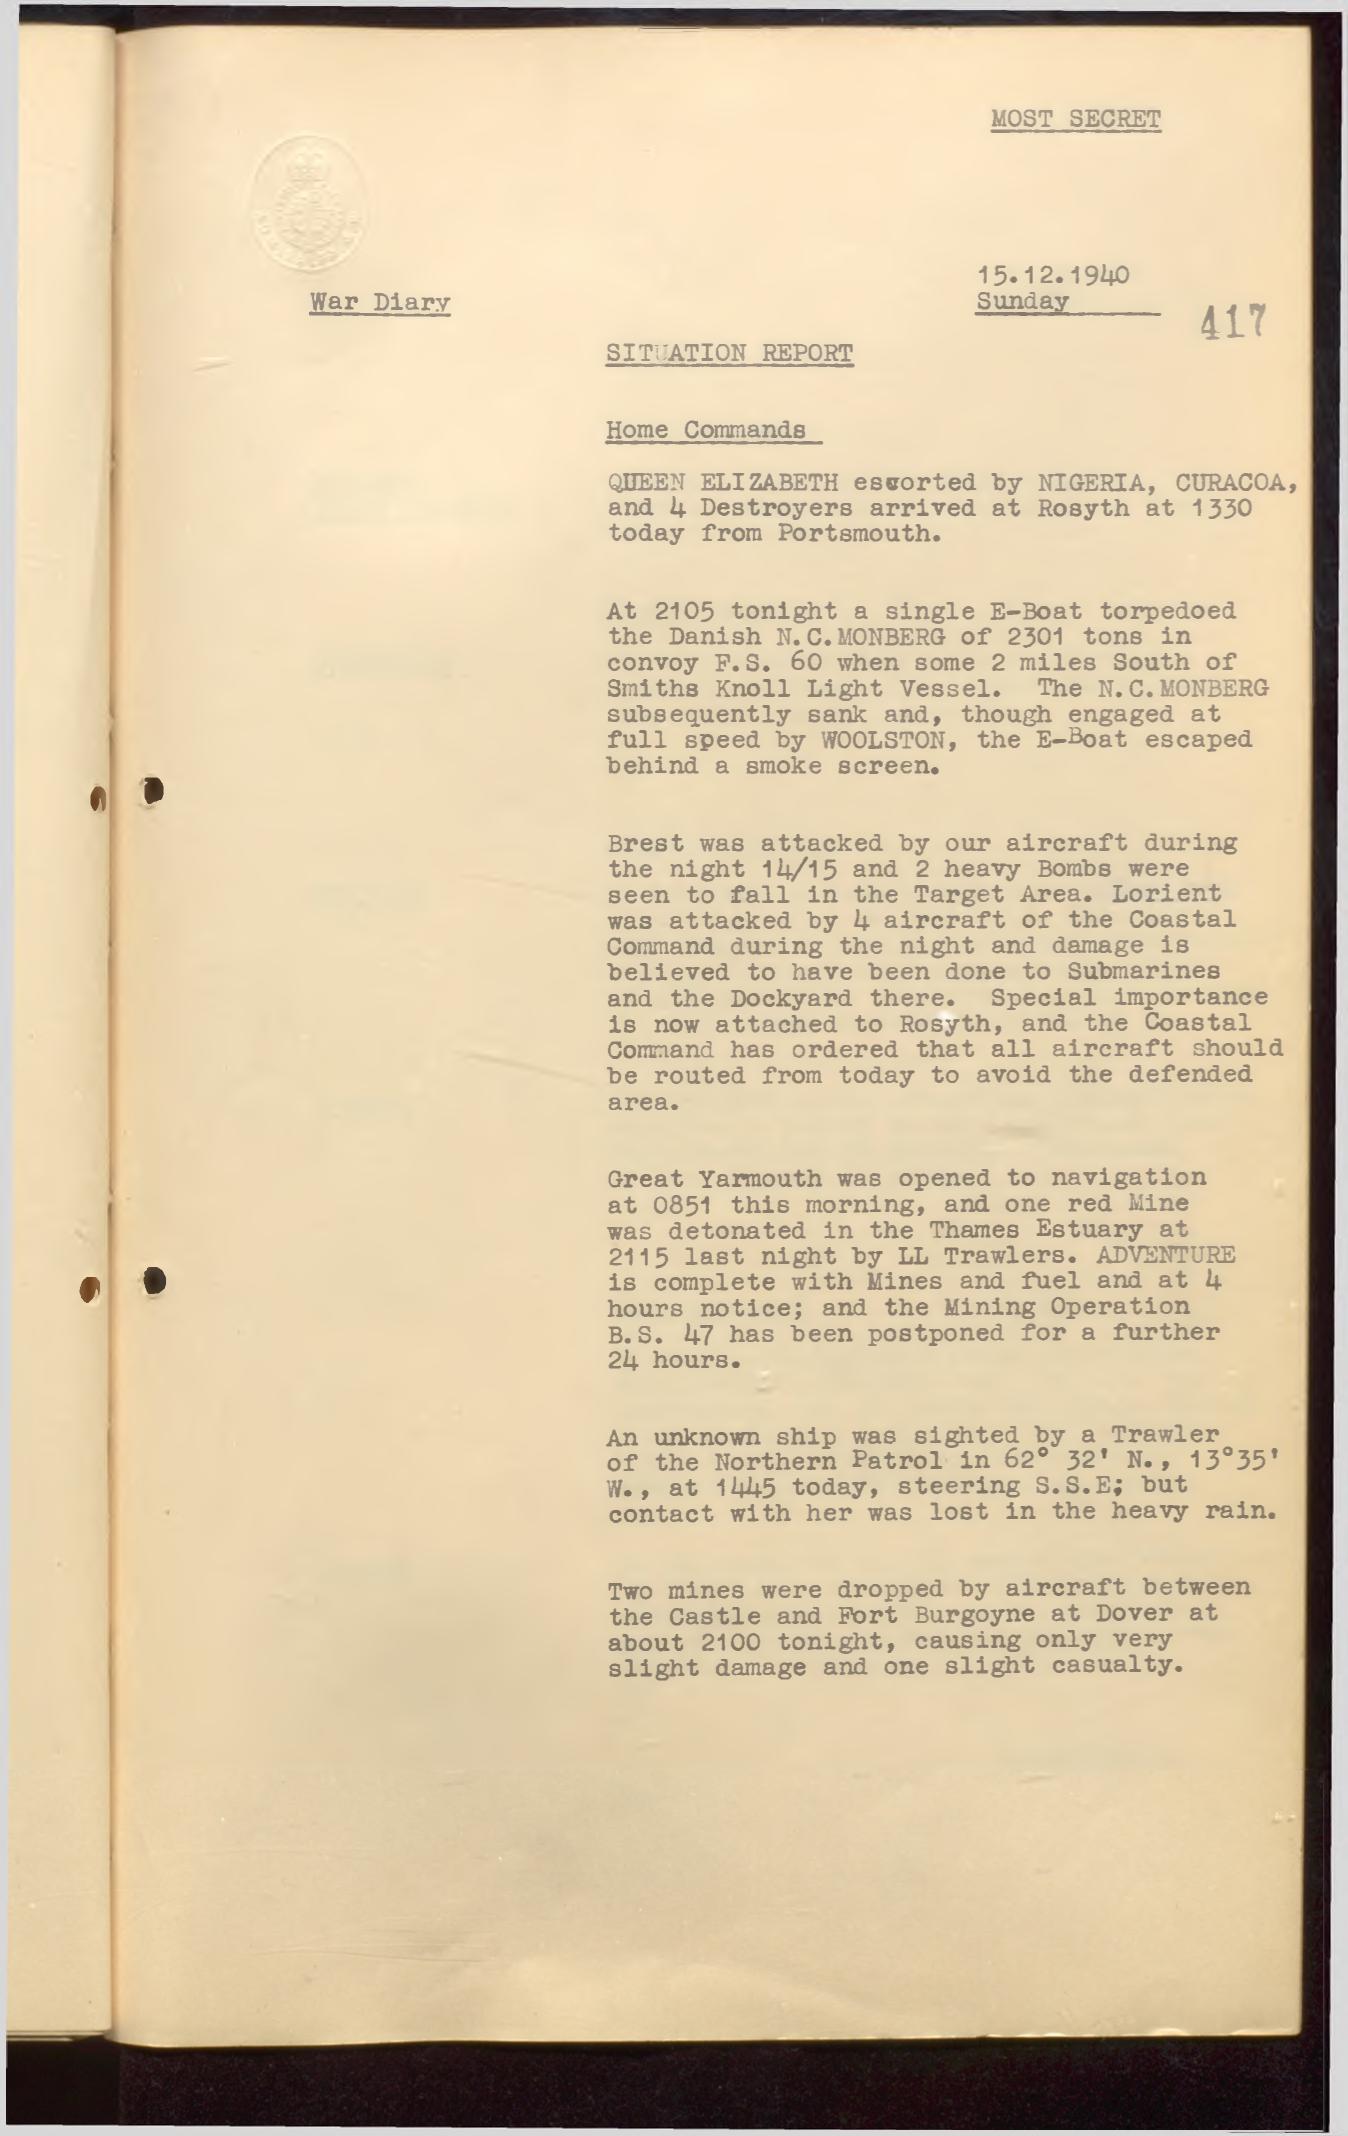 MOST SECRET
15.12.1940
War Diary
Sunday
417
SITUATION REPORT
Home Commands
QUEEN ELIZABETH escorted by NIGERIA, CURACOA,
and 4 Destroyers arrived at Rosyth at 1330
today from Portsmouth.
At 2105 tonight a single E-Boat torpedoed
the Danish N.C.MONBERG of 2301 tons in
convoy F.S. 60 when some 2 miles South of
Smiths Knoll Light Vessel. The N.C.MONBERG
subsequently sank and, though engaged at
full speed by WOOLSTON, the E-Boat escaped
behind a smoke screen.
Brest was attacked by our aircraft during
the night 14/15 and 2 heavy Bombs were
seen to fall in the Target Area. Lorient
was attacked by 4 aircraft of the Coastal
Command during the night and damage is
believed to have been done to Submarines
and the Dockyard there. Special importance
is now attached to Rosyth, and the Coastal
Command has ordered that all aircraft should
be routed from today to avoid the defended
area.
Great Yarmouth was opened to navigation
at 0851 this morning, and one red Mine
was detonated in the Thames Estuary at
2115 last night by LL Trawlers. ADVENTURE
is complete with Mines and fuel and at 4
hours notice; and the Mining Operation
B.S. 47 has been postponed for a further
24 hours.
An unknown ship was sighted by a Trawler
of the Northern Patrol in 62° 32' N., 13°35'
W., at 1445 today, steering S.S.E; but
contact with her was lost in the heavy rain.
Two mines were dropped by aircraft between
the Castle and Fort Burgoyne at Dover at
about 2100 tonight, causing only very
slight damage and one slight casualty.